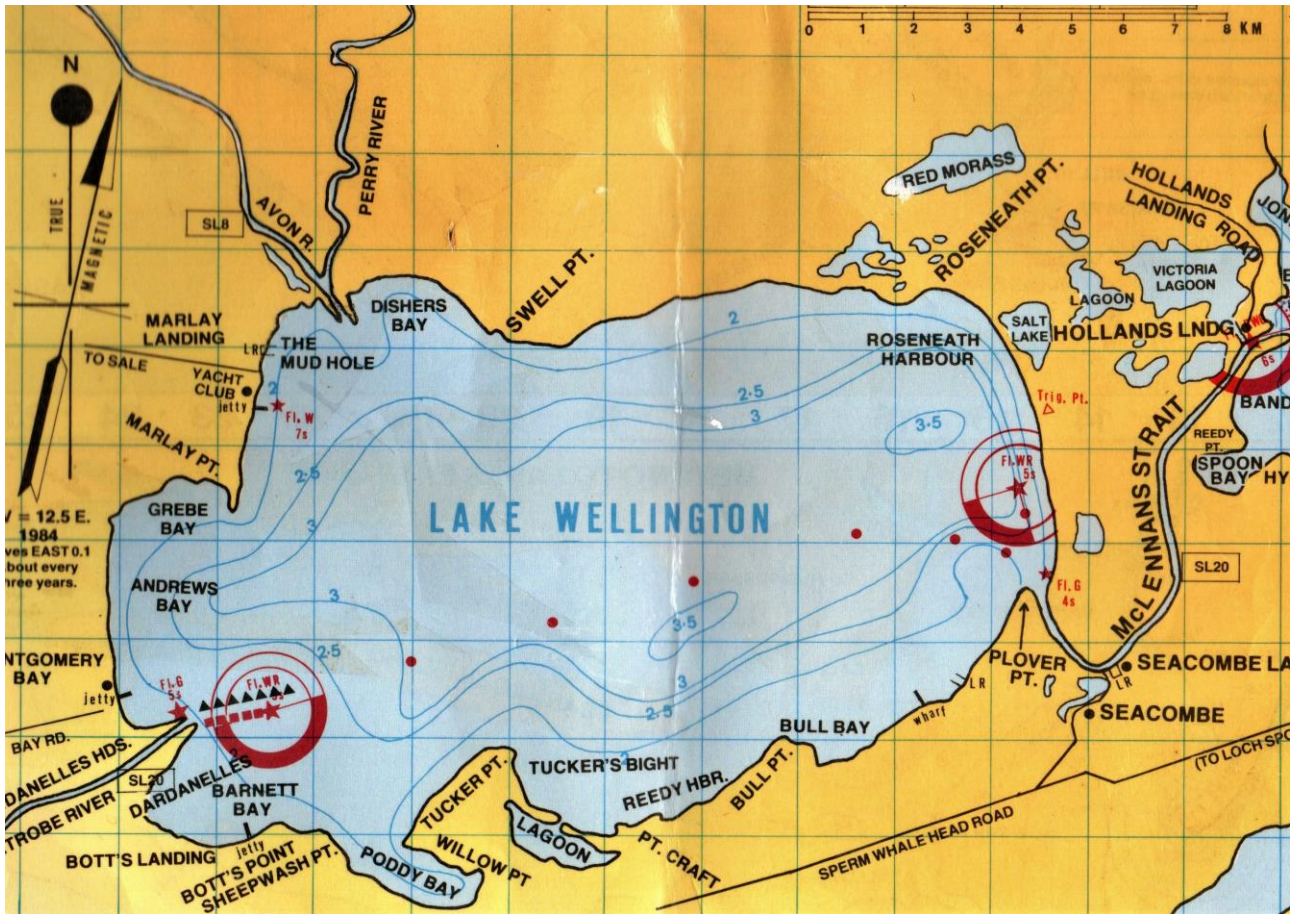 0 1 2 3 4 5 6 7 8 KM
N
TRUE
MAGNETIC
SL8
AVON R.
PERRY RIVER
RED MORASS
ROSENEATH PT.
HOLLANDS
LANDING ROAD
JON
VICTORIA
LAGOON
LAGOON
SWELL PT.
DISHERS
BAY
MARLAY
LANDING
TO SALE
LR
THE
MUD HOLE
YACHT
CLUB
jetty
2
Fl.W
7s
MARLAY PT.
2
2.5
3
3.5
ROSENEATH
HARBOUR
SALT
LAKE
HOLLANDS LNDG.
6s
BAND
Trig. Pt.
REEDY
PT.
SPOON
BAY
HY
McLENNANS STRAIT
Fl.WR
5s
GREBE
BAY
2.5
3
LAKE WELLINGTON
V = 12.5 E.
1984
ves EAST 0.1
bout every
hree years.
ANDREWS
BAY
3
2.5
3.5
3
2.5
2
Fl.G
4s
SL20
PLOVER
PT.
SEACOMBE LA
LR
SEACOMBE
NTGOMERY
BAY
jetty
Fl.G
5s
Fl.WR
BAY RD.
DANELLES HDS.
SL20
TROBE RIVER
DARDANELLES
2
BARNETT
BAY
BOTT'S LANDING
jetty
BOTT'S POINT
SHEEPWASH PT.
PODDY BAY
TUCKER PT.
WILLOW PT
LAGOON
TUCKER'S BIGHT
REEDY HBR.
BULL PT.
PT. CRAFT
BULL BAY
wharf
LR
SPERM WHALE HEAD ROAD
(TO LOCH SPO